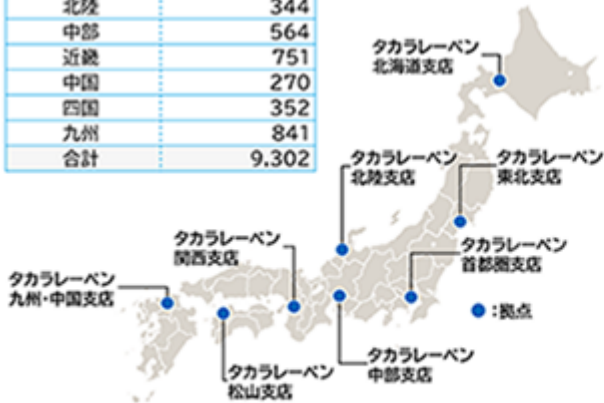 北陸 344
中部 564
近畿 751
中国 270
四国 352
九州 841
合計 9,302
タカラレーベン
北海道支店
タカラレーベン
北陸支店
タカラレーベン
東北支店
タカラレーベン
関西支店
タカラレーベン
首都圏支店
タカラレーベン
九州・中国支店
：拠点
タカラレーベン
中部支店
タカラレーベン
松山支店